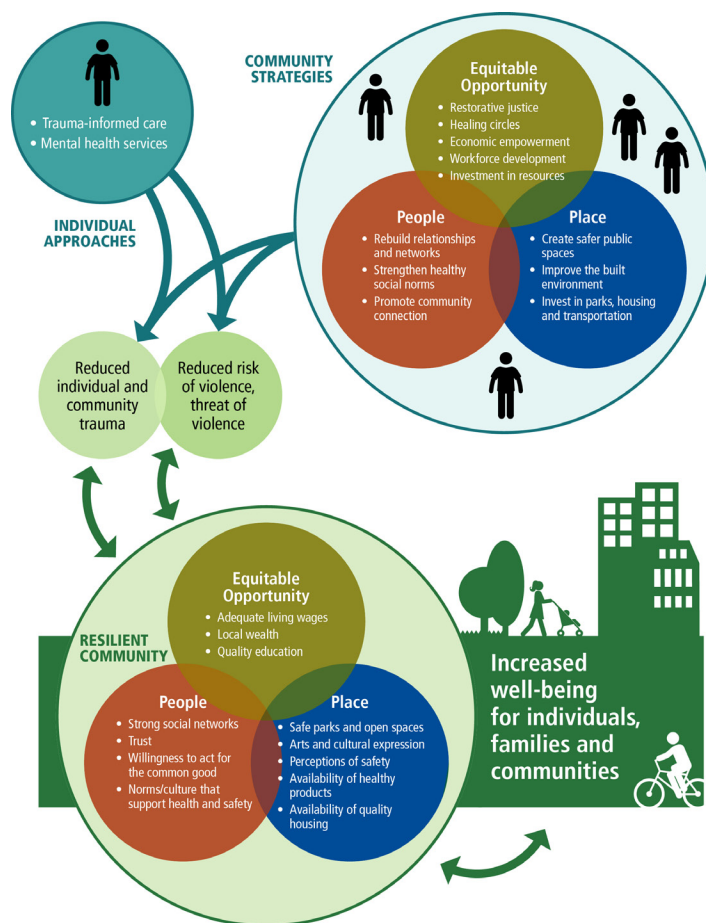 • Trauma-informed care
• Mental health services
INDIVIDUAL
APPROACHES
COMMUNITY
STRATEGIES
Equitable
Opportunity
• Restorative justice
• Healing circles
• Economic empowerment
• Workforce development
• Investment in resources
People
• Rebuild relationships
and networks
• Strengthen healthy
social norms
• Promote community
connection
Place
• Create safer public
spaces
• Improve the built
environment
• Invest in parks, housing
and transportation
Reduced
individual and
community
trauma
Reduced risk
of violence,
threat of
violence
RESILIENT
COMMUNITY
Equitable
Opportunity
• Adequate living wages
• Local wealth
• Quality education
People
• Strong social networks
• Trust
• Willingness to act for
the common good
• Norms/culture that
support health and safety
Place
• Safe parks and open spaces
• Arts and cultural expression
• Perceptions of safety
• Availability of healthy
products
• Availability of quality
housing
Increased
well-being
for individuals,
families and
communities